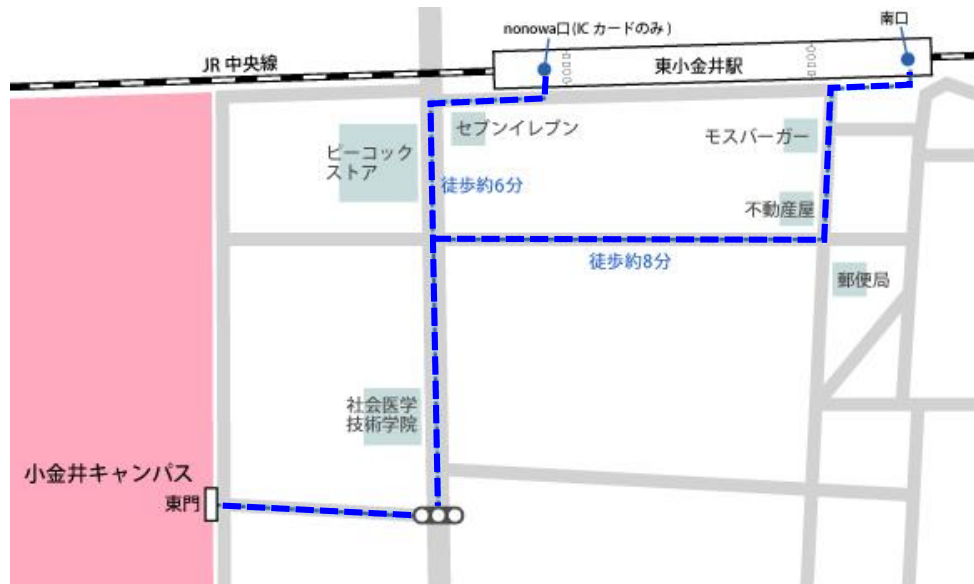 南口
nonowa口(IC カードのみ)
JR 中央線
東小金井駅
セブンイレブン
モスバーガー
ピーコック
ストア
徒歩約6分
不動産屋
徒歩約8分
郵便局
社会医学
技術学院
小金井キャンパス
東門